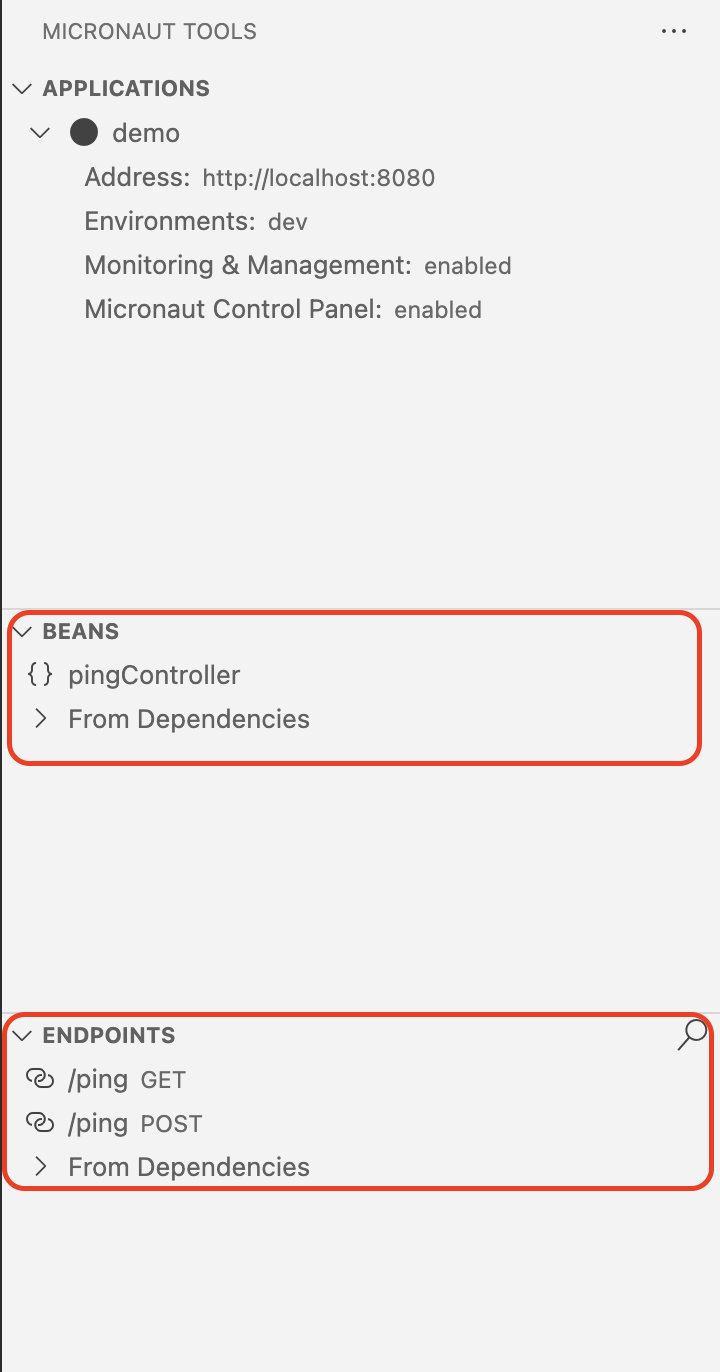 MICRONAUT TOOLS
APPLICATIONS
demo
Address: http://localhost:8080
Environments: dev
Monitoring & Management: enabled
Micronaut Control Panel: enabled
BEANS
{} pingController
From Dependencies
ENDPOINTS
/ping GET
/ping POST
From Dependencies